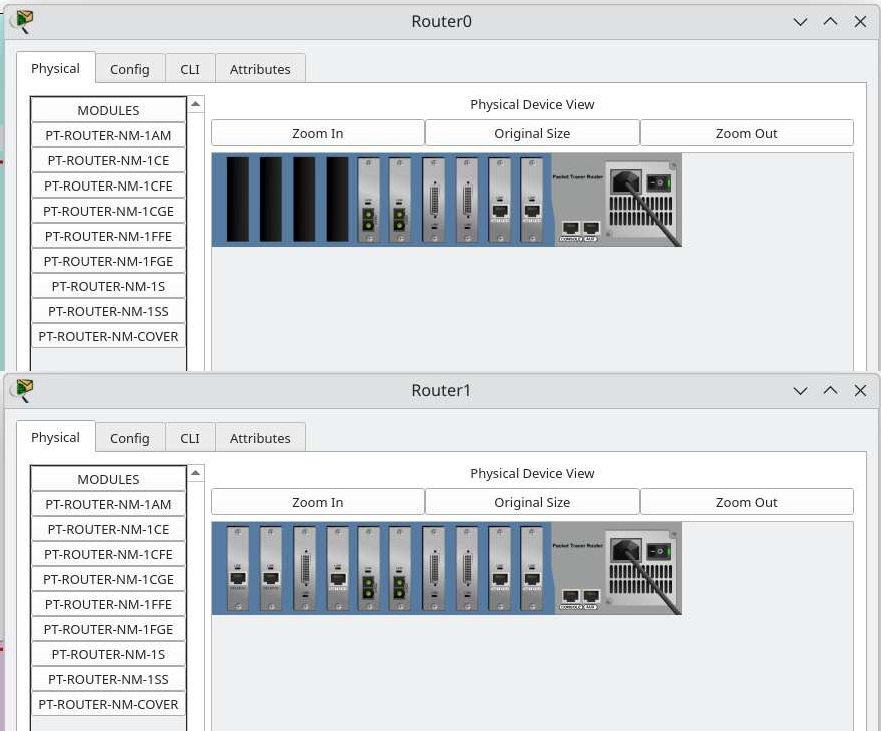 Router0
Physical Config CLI Attributes
MODULES
PT-ROUTER-NM-1AM
PT-ROUTER-NM-1CE
PT-ROUTER-NM-1CFE
PT-ROUTER-NM-1CGE
PT-ROUTER-NM-1FFE
PT-ROUTER-NM-1FGE
PT-ROUTER-NM-1S
PT-ROUTER-NM-1SS
PT-ROUTER-NM-COVER
Physical Device View
Zoom In Original Size Zoom Out
Packet Tracer Router
CONSOLE AUX
Router1
Physical Config CLI Attributes
MODULES
PT-ROUTER-NM-1AM
PT-ROUTER-NM-1CE
PT-ROUTER-NM-1CFE
PT-ROUTER-NM-1CGE
PT-ROUTER-NM-1FFE
PT-ROUTER-NM-1FGE
PT-ROUTER-NM-1S
PT-ROUTER-NM-1SS
PT-ROUTER-NM-COVER
Physical Device View
Zoom In Original Size Zoom Out
Packet Tracer Router
CONSOLE AUX